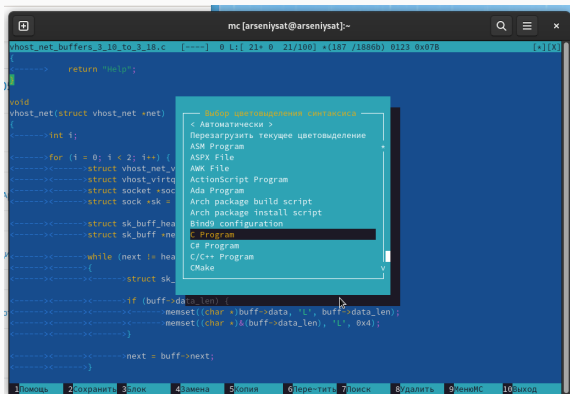 mc [arseniysat@arseniysat]:~
vhost_net_buffers_3_10_to_3_18.c [----] 0 L:[ 21+ 0 21/100] *(187 /1886b) 0123 0x07B [*][X]
{
<------>return "Help";
}
void
vhost_net(struct vhost_net *net)
{
<------>int i;
<------>for (i = 0; i < 2; i++) {
<------><------>struct vhost_net_v
<------><------>struct vhost_virtq
<------><------>struct socket *soc
<------><------>struct sock *sk =
<------><------>struct sk_buff_hea
<------><------>struct sk_buff *ne
<------><------>while (next != hea
<------><------>{
<------><------><------>struct sk_
<------><------><------>if (buff->data_len) {
<------><------><------><------>memset((char *)buff->data, 'L', buff->data_len);
<------><------><------><------>memset((char *)&(buff->data_len), 'L', 0x4);
<------><------><------>}
<------><------><------>next = buff->next;
<------><------>}
Выбор цветовыделения синтаксиса
< Автоматически >
Перезагрузить текущее цветовыделение
ASM Program
ASPX File
AWK File
ActionScript Program
Ada Program
Arch package build script
Arch package install script
Bind9 configuration
C Program
C# Program
C/C++ Program
CMake
1Помощь 2Сохранить 3Блок 4Замена 5Копия 6Пере~тить 7Поиск 8Удалить 9МенюMC 10Выход